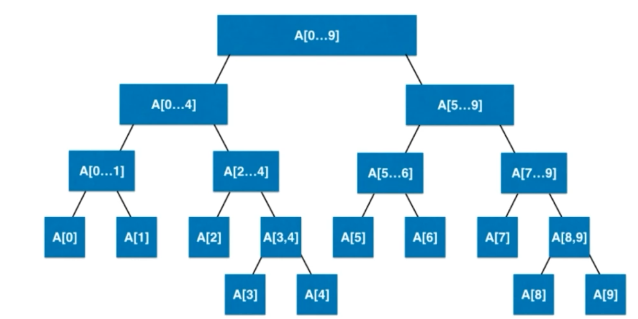 A[0...9]
A[0...4]
A[5...9]
A[0...1]
A[2...4]
A[5...6]
A[7...9]
A[0]
A[1]
A[2]
A[3,4]
A[5]
A[6]
A[7]
A[8,9]
A[3]
A[4]
A[8]
A[9]